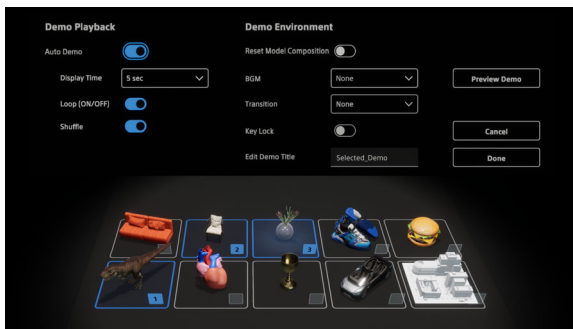 Demo Playback
Auto Demo
Display Time 5 sec
Loop (ON/OFF)
Shuffle
Demo Environment
Reset Model Composition
BGM None
Transition None
Key Lock
Edit Demo Title Selected_Demo
Preview Demo
Cancel
Done
2
3
1